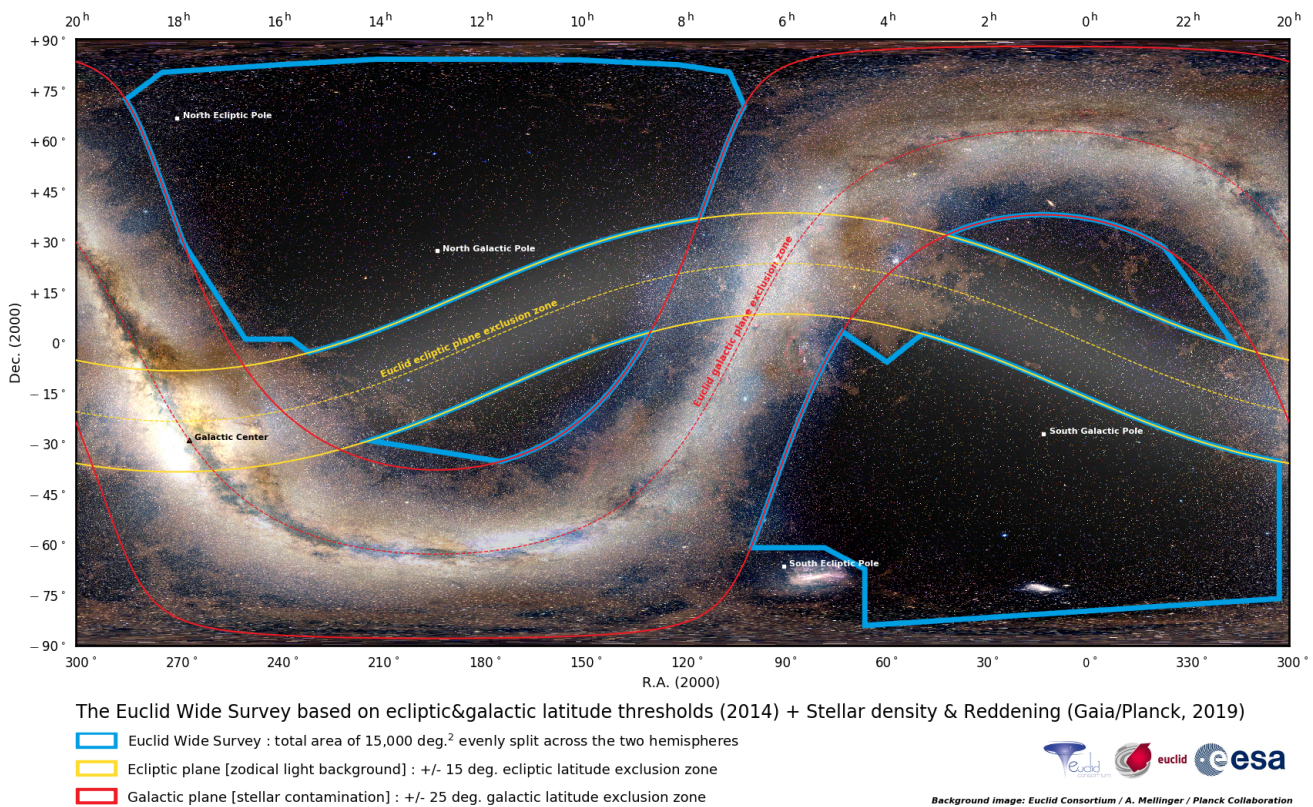 20h 18h 16h 14h 12h 10h 8h 6h 4h 2h 0h 22h 20h
+90°
+75°
North Ecliptic Pole
+60°
+45°
+30°
North Galactic Pole
Euclid galactic plane exclusion zone
+15°
Euclid ecliptic plane exclusion zone
0°
Dec. (2000)
−15°
Galactic Center
South Galactic Pole
−30°
−45°
−60°
South Ecliptic Pole
−75°
−90°
300° 270° 240° 210° 180° 150° 120° 90° 60° 30° 0° 330° 300°
R.A. (2000)
The Euclid Wide Survey based on ecliptic&galactic latitude thresholds (2014) + Stellar density & Reddening (Gaia/Planck, 2019)
Euclid Wide Survey : total area of 15,000 deg.² evenly split across the two hemispheres
Ecliptic plane [zodical light background] : +/- 15 deg. ecliptic latitude exclusion zone
Galactic plane [stellar contamination] : +/- 25 deg. galactic latitude exclusion zone
euclid
consortium
euclid
esa
Background image: Euclid Consortium / A. Mellinger / Planck Collaboration